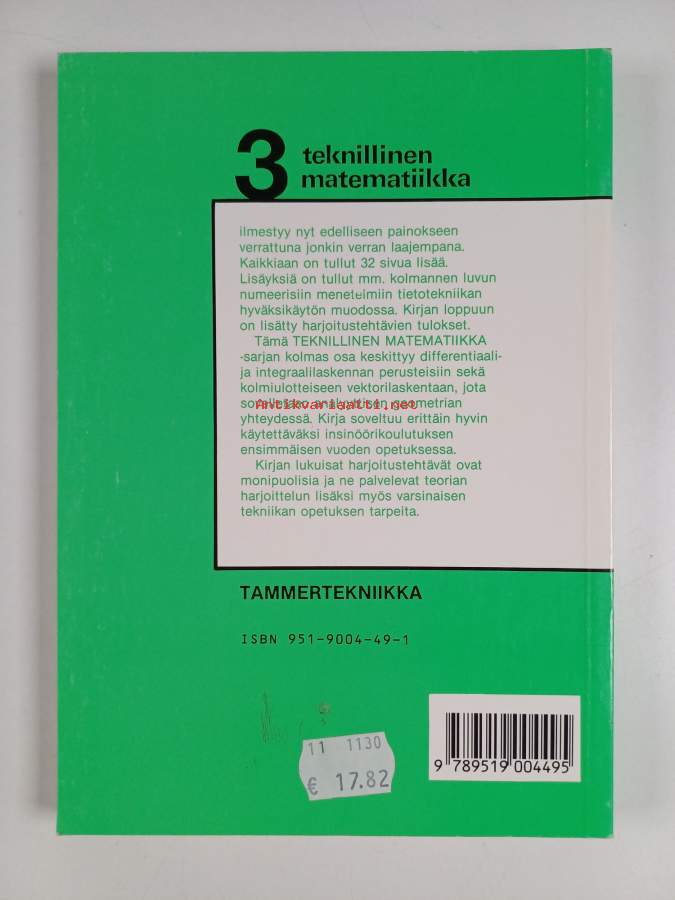 3 teknillinen
matematiikka
ilmestyy nyt edelliseen painokseen
verrattuna jonkin verran laajempana.
Kaikkiaan on tullut 32 sivua lisää.
Lisäyksiä on tullut mm. kolmannen luvun
numeerisiin menetelmiin tietotekniikan
hyväksikäytön muodossa. Kirjan loppuun
on lisätty harjoitustehtävien tulokset.
Tämä TEKNILLINEN MATEMATIIKKA
-sarjan kolmas osa keskittyy differentiaali-
ja integraalilaskennan perusteisiin sekä
kolmiulotteiseen vektorilaskentaan, jota
sovelletaan analyyttisen geometrian
Antikvariaatti.net
yhteydessä. Kirja soveltuu erittäin hyvin
käytettäväksi insinöörikoulutuksen
ensimmäisen vuoden opetuksessa.
Kirjan lukuisat harjoitustehtävät ovat
monipuolisia ja ne palvelevat teorian
harjoittelun lisäksi myös varsinaisen
tekniikan opetuksen tarpeita.
TAMMERTEKNIIKKA
ISBN 951-9004-49-1
11 1130
€ 17.82
9 789519 004495